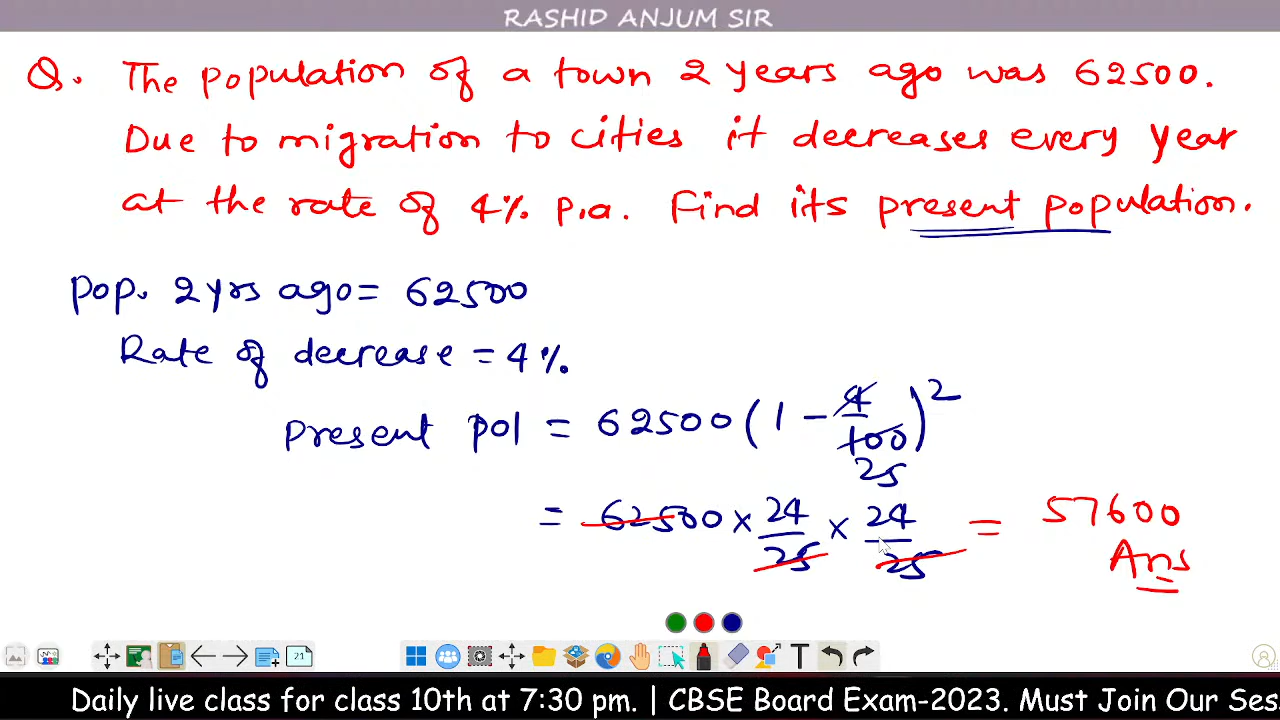 RASHID ANJUM SIR
Q. The population of a town 2 years ago was 62500.
Due to migration to cities it decreases every year
at the rate of 4% p.a. Find its present population.
pop. 2 yrs ago = 62500
Rate of decrease = 4%.
present pol = 62500 (1 - 4/100)^2
25
= 62500 × 24/25 × 24/25 = 57600
Ans
21
Daily live class for class 10th at 7:30 pm. | CBSE Board Exam-2023. Must Join Our Ses